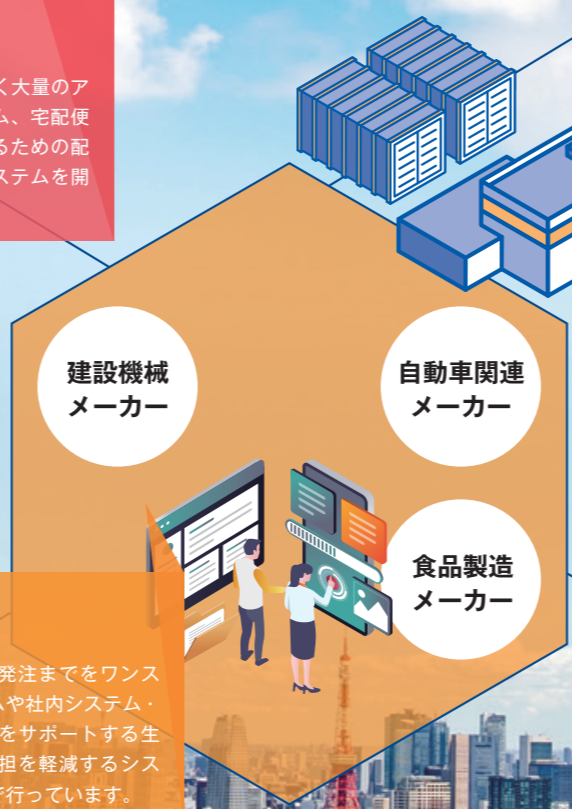 く大量のア
ム、宅配便
るための配
ステムを開
建設機械
メーカー
自動車関連
メーカー
食品製造
メーカー
発注までをワンス
ムや社内システム・
をサポートする生
担を軽減するシス
で行っています。